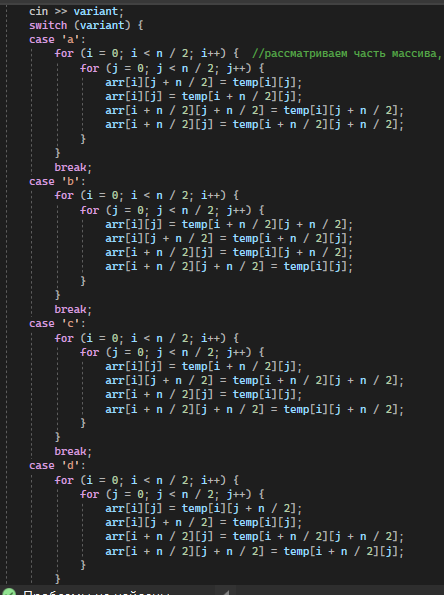 cin >> variant;
switch (variant) {
case 'a':
for (i = 0; i < n / 2; i++) { //рассматриваем часть массива,
for (j = 0; j < n / 2; j++) {
arr[i][j + n / 2] = temp[i][j];
arr[i][j] = temp[i + n / 2][j];
arr[i + n / 2][j + n / 2] = temp[i][j + n / 2];
arr[i + n / 2][j] = temp[i + n / 2][j + n / 2];
}
}
break;
case 'b':
for (i = 0; i < n / 2; i++) {
for (j = 0; j < n / 2; j++) {
arr[i][j] = temp[i + n / 2][j + n / 2];
arr[i][j + n / 2] = temp[i + n / 2][j];
arr[i + n / 2][j] = temp[i][j + n / 2];
arr[i + n / 2][j + n / 2] = temp[i][j];
}
}
break;
case 'c':
for (i = 0; i < n / 2; i++) {
for (j = 0; j < n / 2; j++) {
arr[i][j] = temp[i + n / 2][j];
arr[i][j + n / 2] = temp[i + n / 2][j + n / 2];
arr[i + n / 2][j] = temp[i][j];
arr[i + n / 2][j + n / 2] = temp[i][j + n / 2];
}
}
break;
case 'd':
for (i = 0; i < n / 2; i++) {
for (j = 0; j < n / 2; j++) {
arr[i][j] = temp[i][j + n / 2];
arr[i][j + n / 2] = temp[i][j];
arr[i + n / 2][j] = temp[i + n / 2][j + n / 2];
arr[i + n / 2][j + n / 2] = temp[i + n / 2][j];
}
}
Проблемы не найдены